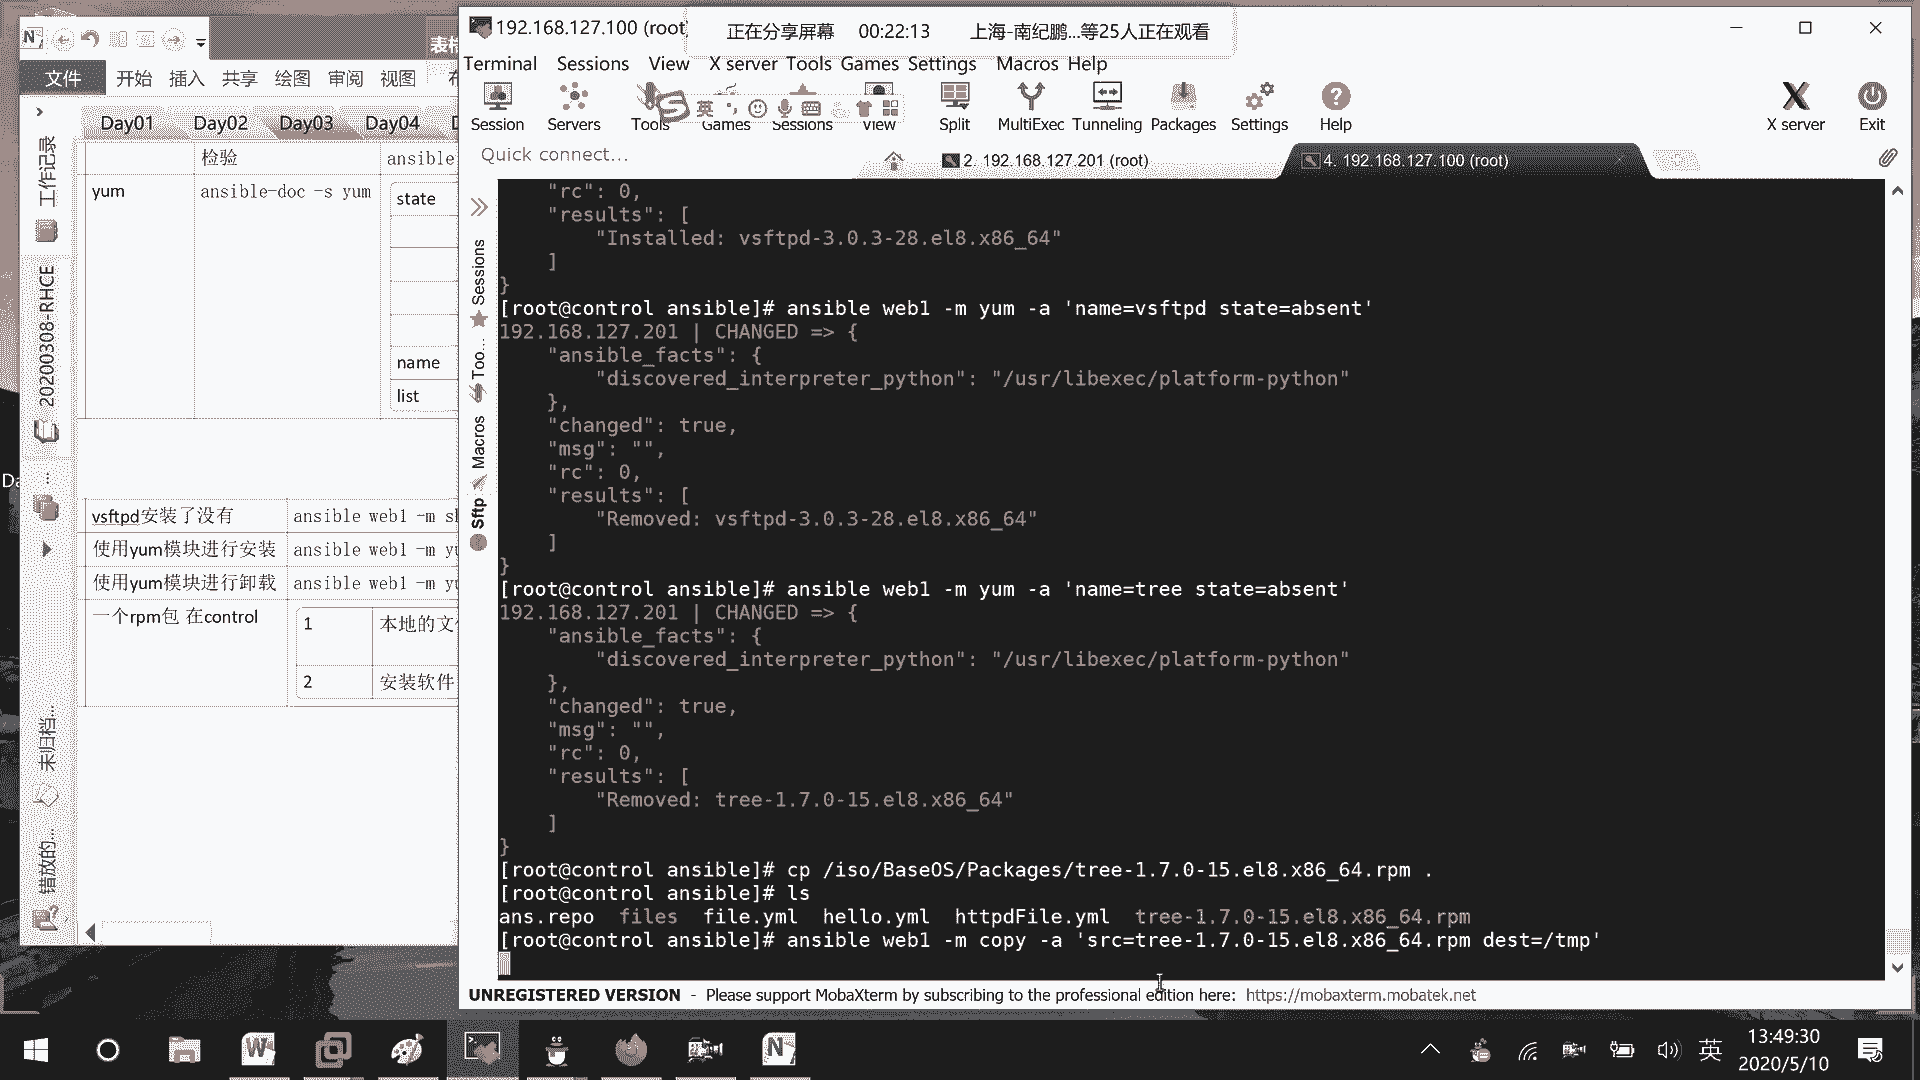 192.168.127.100 (root
正在分享屏幕 00:22:13 上海-南纪鹏...等25人正在观看
Terminal Sessions View X server Tools Games Settings Macros Help
Session Servers Tools Games Sessions View Split MultiExec Tunneling Packages Settings Help X server Exit
英
Quick connect...
2. 192.168.127.201 (root)
4. 192.168.127.100 (root)
文件 开始 插入 共享 绘图 审阅 视图
Day01 Day02 Day03 Day04
工作记录
20200308-RHCE
未归档...
错放的...
检验 ansible
yum ansible-doc -s yum state
name
list
vsftpd安装了没有 ansible web1 -m sh
使用yum模块进行安装 ansible web1 -m yu
使用yum模块进行卸载 ansible web1 -m yu
一个rpm包 在control 1 本地的文
2 安装软件
Sessions
Too...
Macros
Sftp
"rc": 0,
"results": [
"Installed: vsftpd-3.0.3-28.el8.x86_64"
]
}
[root@control ansible]# ansible web1 -m yum -a 'name=vsftpd state=absent'
192.168.127.201 | CHANGED => {
"ansible_facts": {
"discovered_interpreter_python": "/usr/libexec/platform-python"
},
"changed": true,
"msg": "",
"rc": 0,
"results": [
"Removed: vsftpd-3.0.3-28.el8.x86_64"
]
}
[root@control ansible]# ansible web1 -m yum -a 'name=tree state=absent'
192.168.127.201 | CHANGED => {
"ansible_facts": {
"discovered_interpreter_python": "/usr/libexec/platform-python"
},
"changed": true,
"msg": "",
"rc": 0,
"results": [
"Removed: tree-1.7.0-15.el8.x86_64"
]
}
[root@control ansible]# cp /iso/BaseOS/Packages/tree-1.7.0-15.el8.x86_64.rpm .
[root@control ansible]# ls
ans.repo files file.yml hello.yml httpdFile.yml tree-1.7.0-15.el8.x86_64.rpm
[root@control ansible]# ansible web1 -m copy -a 'src=tree-1.7.0-15.el8.x86_64.rpm dest=/tmp'
UNREGISTERED VERSION - Please support MobaXterm by subscribing to the professional edition here: https://mobaxterm.mobatek.net
英
13:49:30
2020/5/10